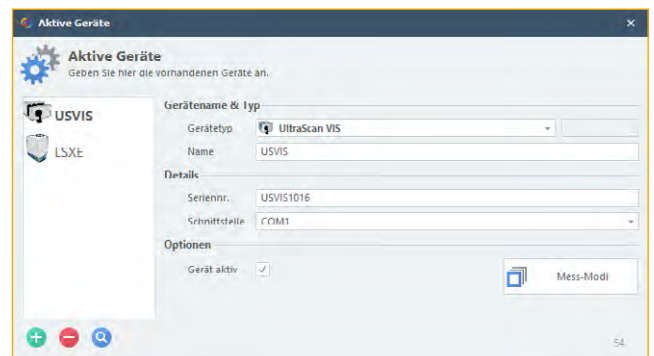 Aktive Geräte
Aktive Geräte
Geben Sie hier die vorhandenen Geräte an.
USVIS
LSXE
Gerätename & Typ
Gerätetyp UltraScan VIS
Name USVIS
Details
Seriennr. USVIS1016
Schnittstelle COM1
Optionen
Gerät aktiv
Mess-Modi
54